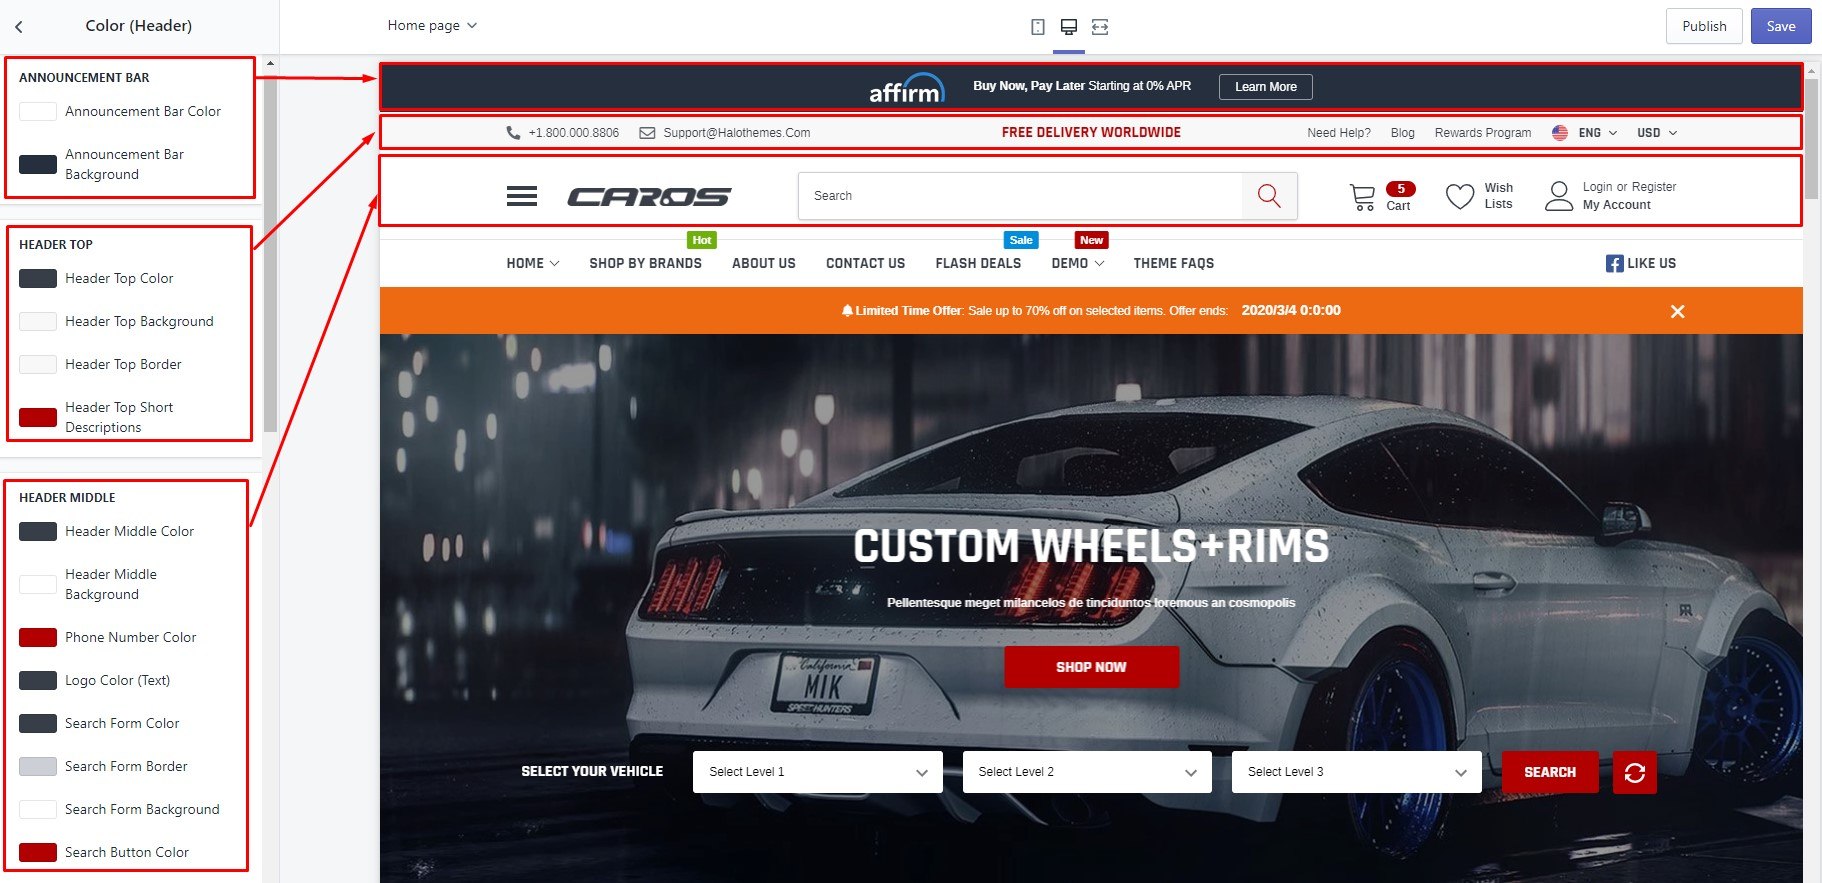 Color (Header)
Home page
Publish
Save
ANNOUNCEMENT BAR
Announcement Bar Color
Announcement Bar
Background
HEADER TOP
Header Top Color
Header Top Background
Header Top Border
Header Top Short
Descriptions
HEADER MIDDLE
Header Middle Color
Header Middle
Background
Phone Number Color
Logo Color (Text)
Search Form Color
Search Form Border
Search Form Background
Search Button Color
affirm Buy Now, Pay Later Starting at 0% APR Learn More
+1.800.000.8806 Support@Halothemes.Com FREE DELIVERY WORLDWIDE Need Help? Blog Rewards Program ENG USD
CAROS
Search
5
Cart
Wish
Lists
Login or Register
My Account
Hot Sale New
HOME SHOP BY BRANDS ABOUT US CONTACT US FLASH DEALS DEMO THEME FAQS LIKE US
Limited Time Offer: Sale up to 70% off on selected items. Offer ends: 2020/3/4 0:0:00
CUSTOM WHEELS+RIMS
Pellentesque meget milancelos de tinciduntos loremous an cosmopolis
SHOP NOW
California
MIK
SPEEDHUNTERS
SELECT YOUR VEHICLE Select Level 1 Select Level 2 Select Level 3 SEARCH